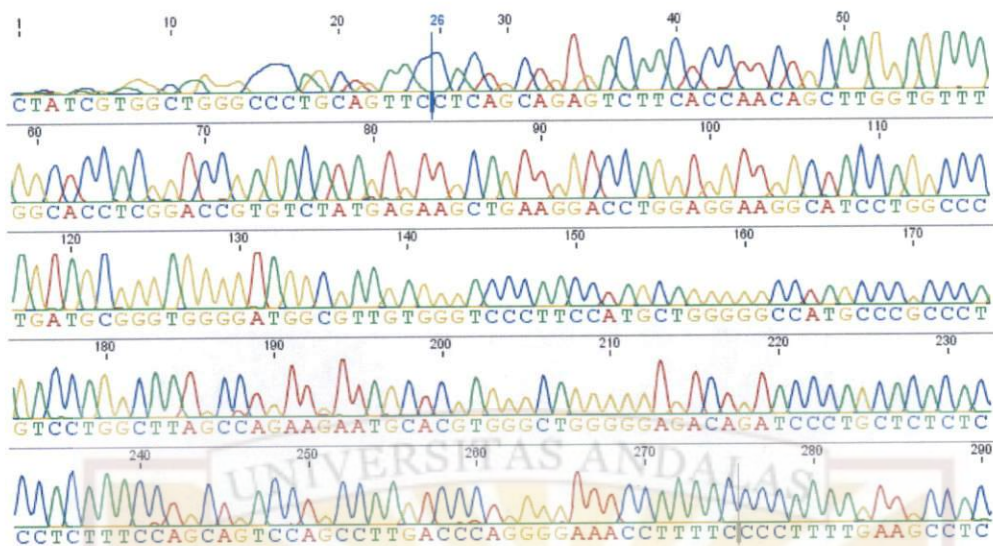 1 10 20 26 30 40 50
CTATCGTGGCTGGGCCCTGCAGTTCCTCAGCAGAGTCTTCACCAACAGCTTGGTGTTT
60 70 80 90 100 110
GGCACCTCGGACCGTGTCTATGAGAAGCTGAAGGACCTGGAGGAAGGCATCCTGGCCC
120 130 140 150 160 170
TGATGCGGGTGGGGATGGCGTTGTGGGTCCCTTCCATGCTGGGGGCCATGCCCGCCCT
180 190 200 210 220 230
GTCCTGGCTTAGCCAGAAGAATGCACGTGGGCTGGGGGAGACAGATCCCTGCTCTCTC
UNIVERSITAS ANDALAS
240 250 260 270 280 290
CCTCTTTCCAGCAGTCCAGCCTTGACCCAGGGGAAACCTTTTCCCCTTTTGAAGCCTC